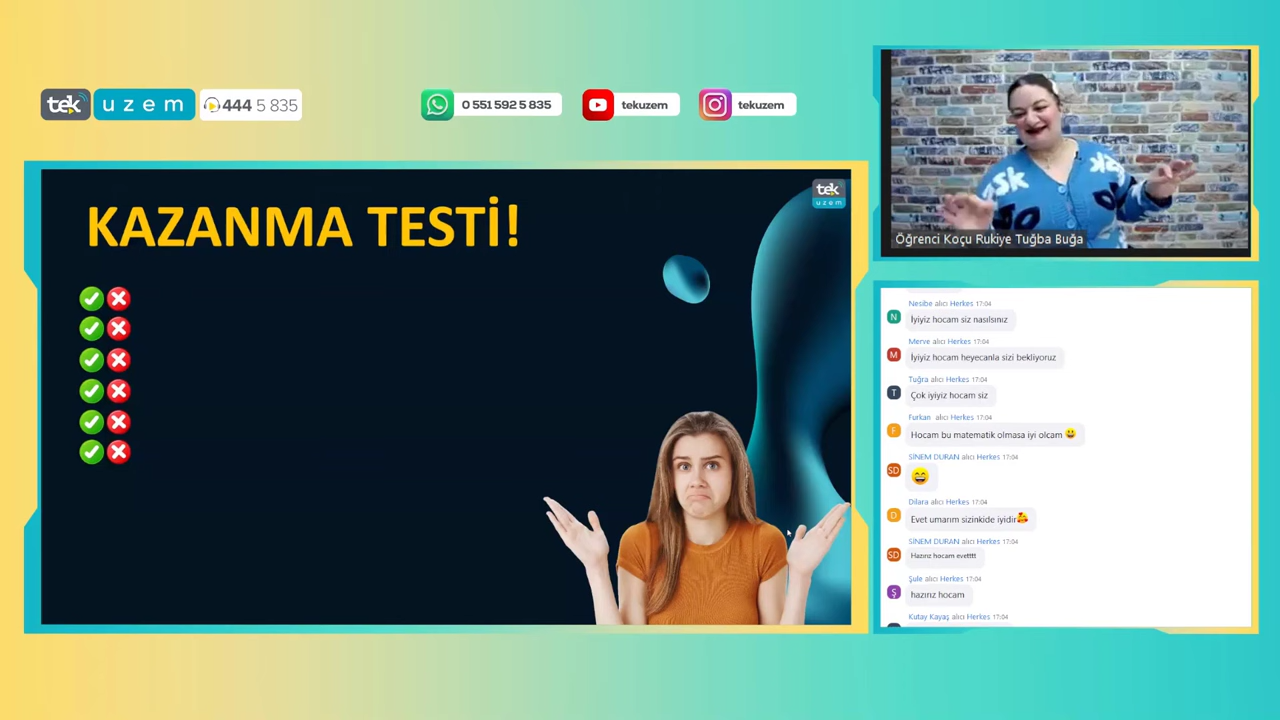 tek uzem 444 5 835
0 551 592 5 835
tekuzem
tekuzem
KAZANMA TESTİ!
tek
uzem
Öğrenci Koçu Rukiye Tuğba Buğa
Nesibe alıcı Herkes 17:04
N
İyiyiz hocam siz nasılsınız
Merve alıcı Herkes 17:04
M
İyiyiz hocam heyecanla sizi bekliyoruz
Tuğra alıcı Herkes 17:04
T
Çok iyiyiz hocam siz
Furkan alıcı Herkes 17:04
F
Hocam bu matematik olmasa iyi olcam 😃
SİNEM DURAN alıcı Herkes 17:04
SD
😄
Dilara alıcı Herkes 17:04
D
Evet umarım sizinkide iyidir🥰
SİNEM DURAN alıcı Herkes 17:04
SD
Hazırız hocam evetttt
Şule alıcı Herkes 17:04
Ş
hazırız hocam
Kutay Kayaş alıcı Herkes 17:04